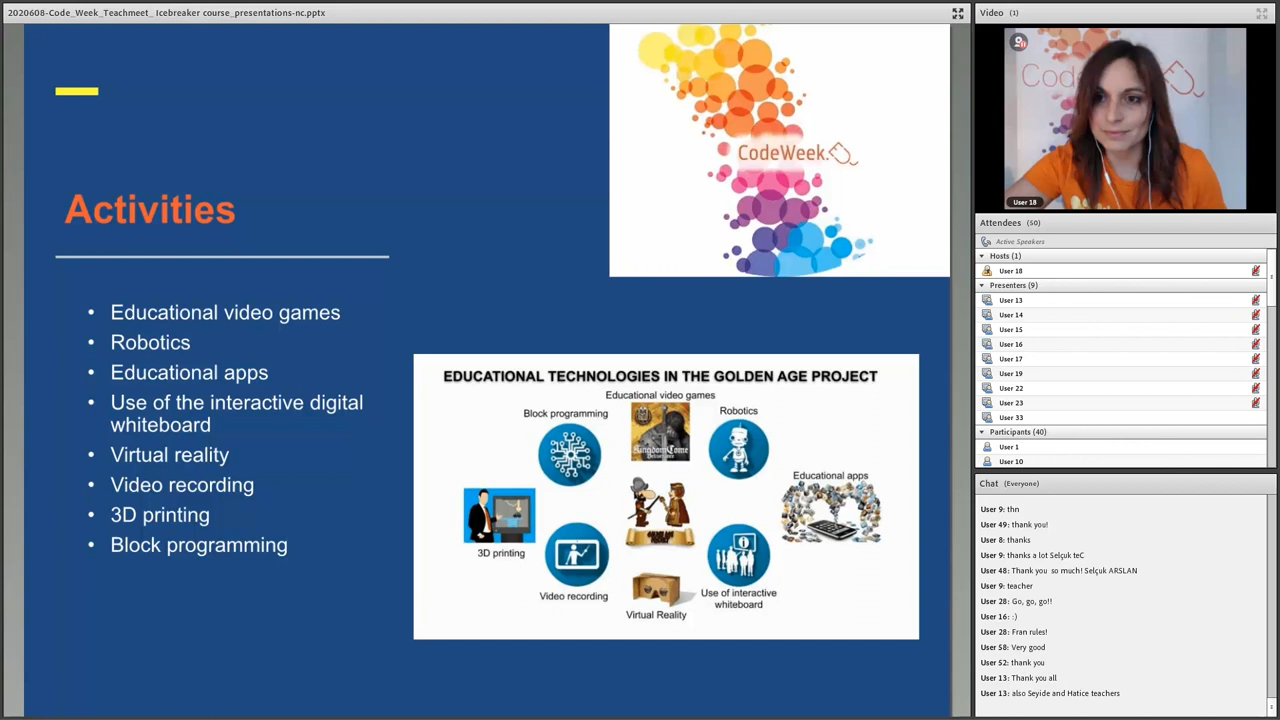 2020608-Code_Week_Teachmeet_ Icebreaker course_presentations-nc.pptx
Activities
• Educational video games
• Robotics
• Educational apps
• Use of the interactive digital
whiteboard
• Virtual reality
• Video recording
• 3D printing
• Block programming
CodeWeek.
EDUCATIONAL TECHNOLOGIES IN THE GOLDEN AGE PROJECT
Educational video games
Block programming
Robotics
KingdomCome
Educational apps
3D printing
Video recording
Use of interactive
whiteboard
Virtual Reality
Video (1)
Cod
User 18
Attendees (50)
Active Speakers
Hosts (1)
User 18
Presenters (9)
User 13
User 14
User 15
User 16
User 17
User 19
User 22
User 23
User 33
Participants (40)
User 1
User 10
Chat (Everyone)
User 9: thn
User 49: thank you!
User 8: thanks
User 9: thanks a lot Selçuk teC
User 48: Thank you so much! Selçuk ARSLAN
User 9: teacher
User 28: Go, go, go!!
User 16: :)
User 28: Fran rules!
User 58: Very good
User 52: thank you
User 13: Thank you all
User 13: also Seyide and Hatice teachers